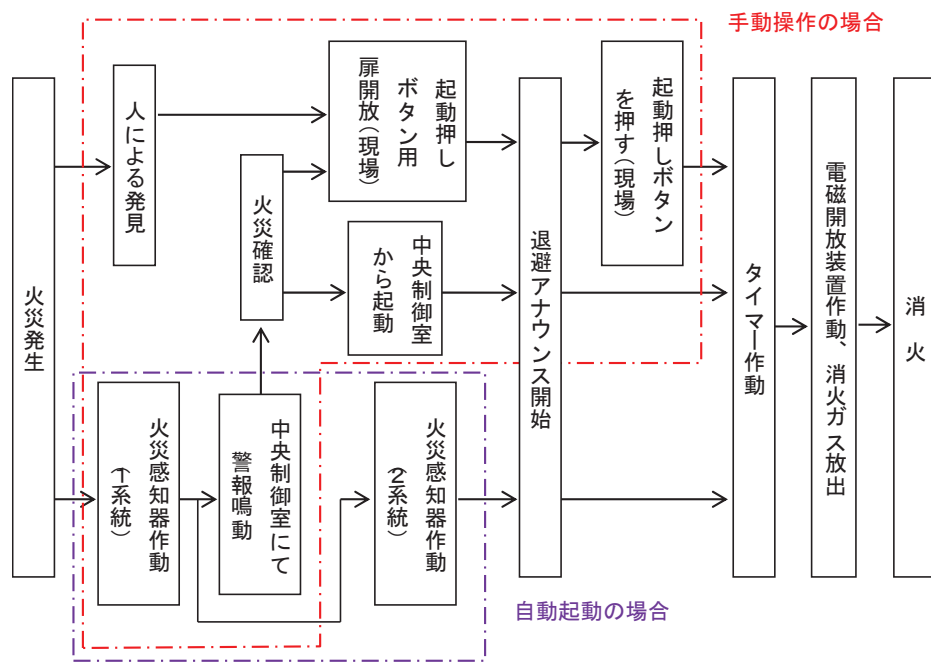 手動操作の場合
火災発生
人による発見
火災感知器作動
(1系統)
中央制御室にて
警報鳴動
火災確認
起動押し
ボタン用
扉開放(現場)
中央制御室
から起動
火災感知器作動
(2系統)
退避アナウンス開始
起動押しボタン
を押す(現場)
タイマー作動
電磁開放装置作動、消火ガス放出
消火
自動起動の場合